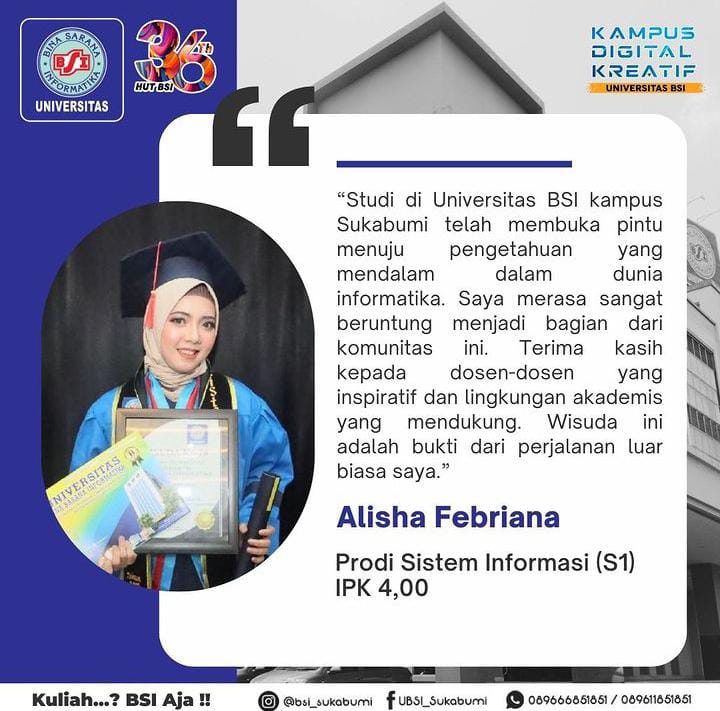 BINA SARANA
BSI
INFORMATIKA
UNIVERSITAS
36Th
HUT BSI
KAMPUS
DIGITAL
KREATIF
UNIVERSITAS BSI
“Studi di Universitas BSI kampus
Sukabumi telah membuka pintu
menuju pengetahuan yang
mendalam dalam dunia
informatika. Saya merasa sangat
beruntung menjadi bagian dari
komunitas ini. Terima kasih
kepada dosen-dosen yang
inspiratif dan lingkungan akademis
yang mendukung. Wisuda ini
adalah bukti dari perjalanan luar
biasa saya.”
Alisha Febriana
Prodi Sistem Informasi (S1)
IPK 4,00
UNIVERSITAS
BINA SARANA INFORMATIKA
Kuliah...? BSI Aja !!
@bsi_sukabumi
UBSI_Sukabumi
089666851851 / 089611851851